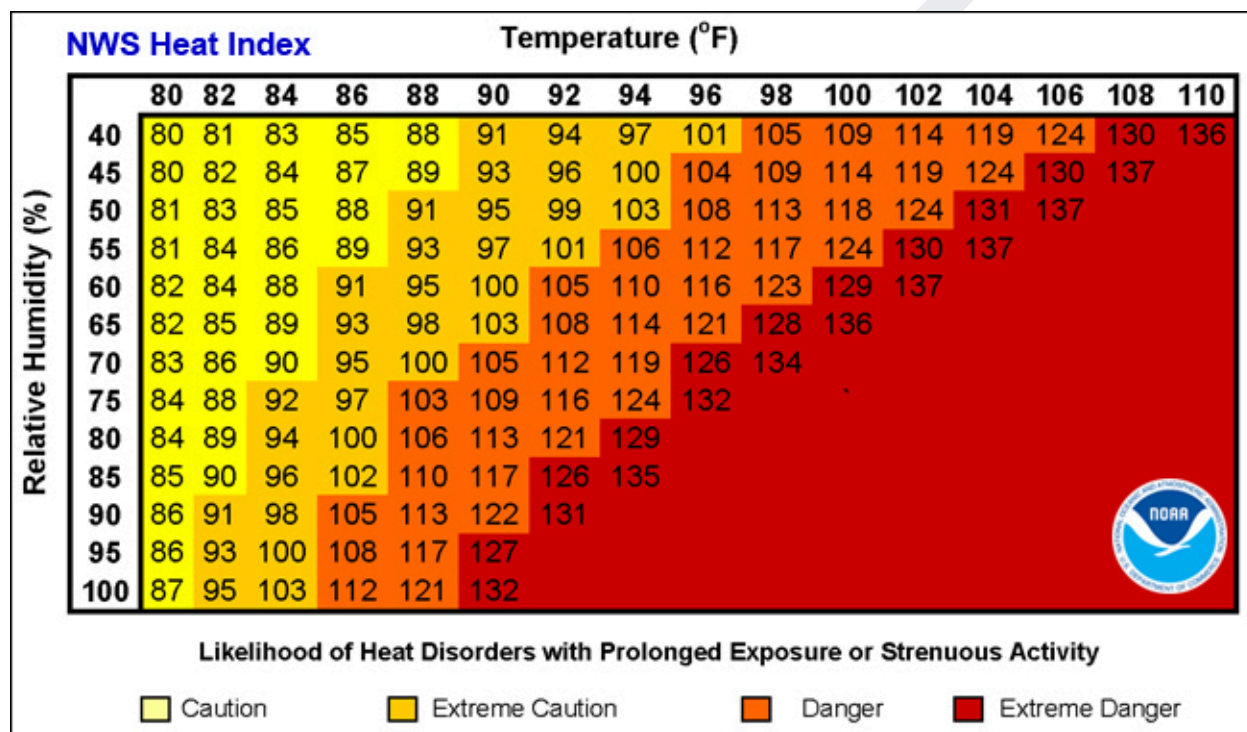 NWS Heat Index
Temperature (°F)
80 82 84 86 88 90 92 94 96 98 100 102 104 106 108 110
Relative Humidity (%)
40 80 81 83 85 88 91 94 97 101 105 109 114 119 124 130 136
45 80 82 84 87 89 93 96 100 104 109 114 119 124 130 137
50 81 83 85 88 91 95 99 103 108 113 118 124 131 137
55 81 84 86 89 93 97 101 106 112 117 124 130 137
60 82 84 88 91 95 100 105 110 116 123 129 137
65 82 85 89 93 98 103 108 114 121 128 136
70 83 86 90 95 100 105 112 119 126 134
75 84 88 92 97 103 109 116 124 132
80 84 89 94 100 106 113 121 129
85 85 90 96 102 110 117 126 135
90 86 91 98 105 113 122 131
95 86 93 100 108 117 127
100 87 95 103 112 121 132
NATIONAL OCEANIC AND ATMOSPHERIC ADMINISTRATION
NOAA
U.S. DEPARTMENT OF COMMERCE
Likelihood of Heat Disorders with Prolonged Exposure or Strenuous Activity
Caution Extreme Caution Danger Extreme Danger